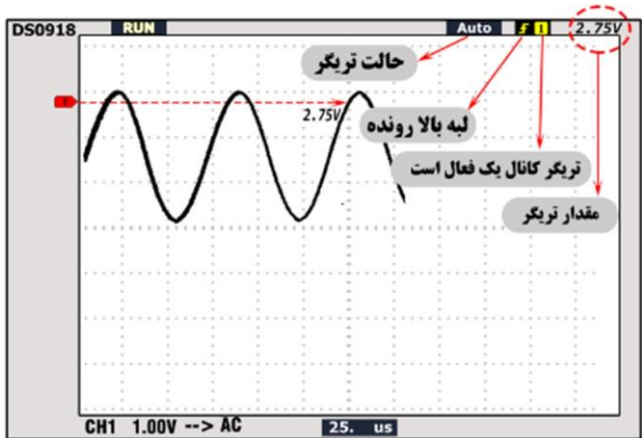 DS0918 RUN Auto 1 2.75V
حالت تریگر
2.75V
لبه بالا رونده
تریگر کانال یک فعال است
مقدار تریگر
CH1 1.00V --> AC 25. us